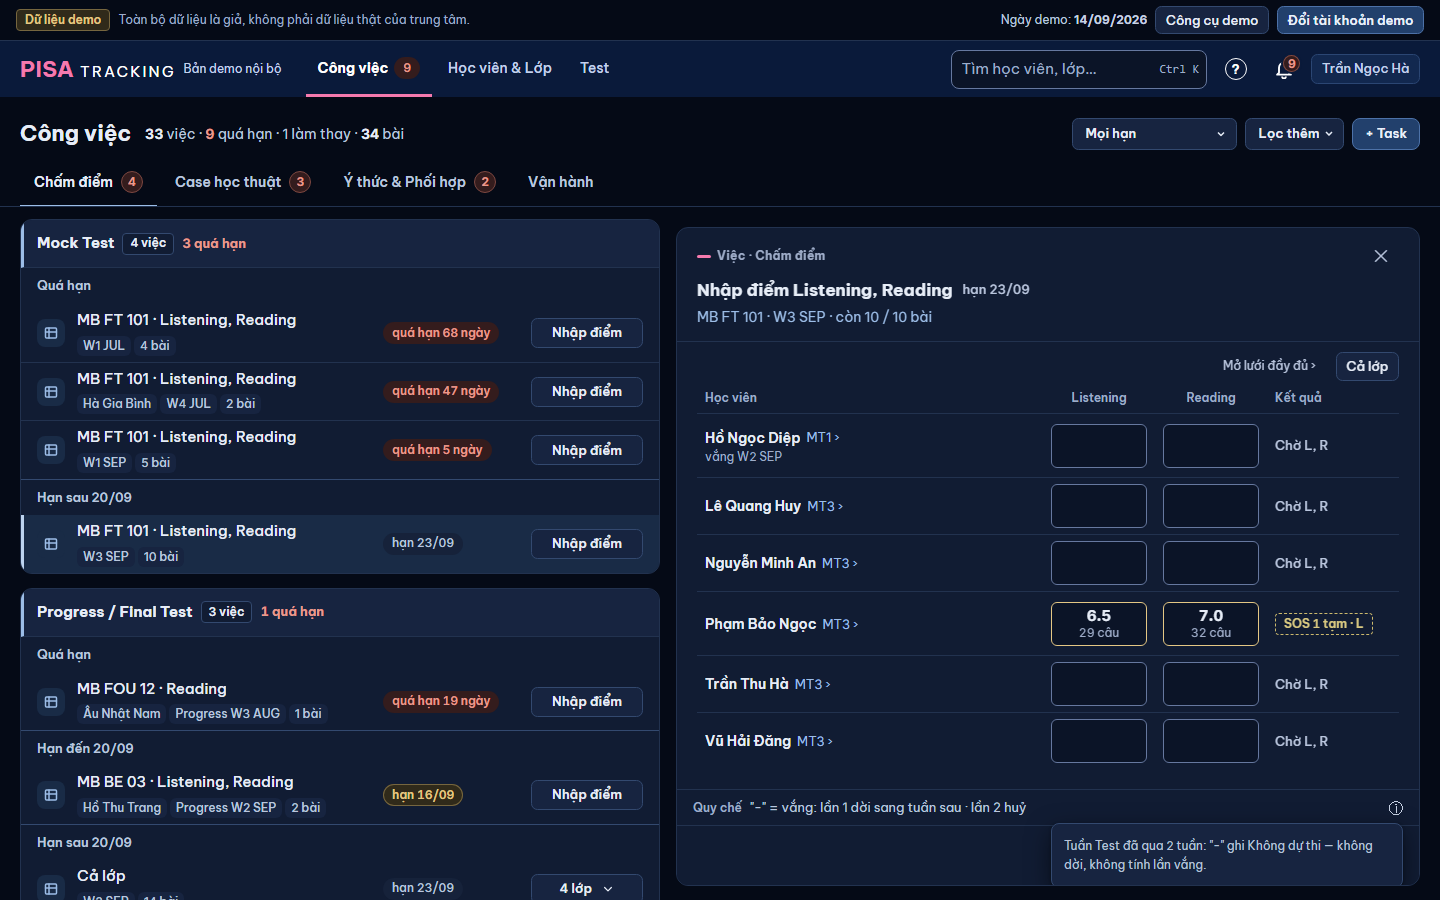 Dữ liệu demo Toàn bộ dữ liệu là giả, không phải dữ liệu thật của trung tâm. Ngày demo: 14/09/2026 Công cụ demo Đổi tài khoản demo
PISA TRACKING Bản demo nội bộ Công việc 9 Học viên & Lớp Test Tìm học viên, lớp... Ctrl K ? 9 Trần Ngọc Hà
Công việc 33 việc · 9 quá hạn · 1 làm thay · 34 bài Mọi hạn Lọc thêm + Task
Chấm điểm 4 Case học thuật 3 Ý thức & Phối hợp 2 Vận hành
Mock Test 4 việc 3 quá hạn
Quá hạn
MB FT 101 · Listening, Reading
W1 JUL 4 bài
quá hạn 68 ngày Nhập điểm
MB FT 101 · Listening, Reading
Hà Gia Bình W4 JUL 2 bài
quá hạn 47 ngày Nhập điểm
MB FT 101 · Listening, Reading
W1 SEP 5 bài
quá hạn 5 ngày Nhập điểm
Hạn sau 20/09
MB FT 101 · Listening, Reading
W3 SEP 10 bài
hạn 23/09 Nhập điểm
Progress / Final Test 3 việc 1 quá hạn
Quá hạn
MB FOU 12 · Reading
Âu Nhật Nam Progress W3 AUG 1 bài
quá hạn 19 ngày Nhập điểm
Hạn đến 20/09
MB BE 03 · Listening, Reading
Hồ Thu Trang Progress W2 SEP 2 bài
hạn 16/09 Nhập điểm
Hạn sau 20/09
Cả lớp
W3 SEP 14 bài
hạn 23/09 4 lớp
Việc · Chấm điểm
Nhập điểm Listening, Reading hạn 23/09
MB FT 101 · W3 SEP · còn 10 / 10 bài
Mở lưới đầy đủ › Cả lớp
Học viên Listening Reading Kết quả
Hồ Ngọc Diệp MT1 › Chờ L, R
vắng W2 SEP
Lê Quang Huy MT3 › Chờ L, R
Nguyễn Minh An MT3 › Chờ L, R
Phạm Bảo Ngọc MT3 › 6.5 7.0 SOS 1 tạm · L
29 câu 32 câu
Trần Thu Hà MT3 › Chờ L, R
Vũ Hải Đăng MT3 › Chờ L, R
Quy chế "-" = vắng: lần 1 dời sang tuần sau · lần 2 huỷ
Tuần Test đã qua 2 tuần: "-" ghi Không dự thi — không
dời, không tính lần vắng.